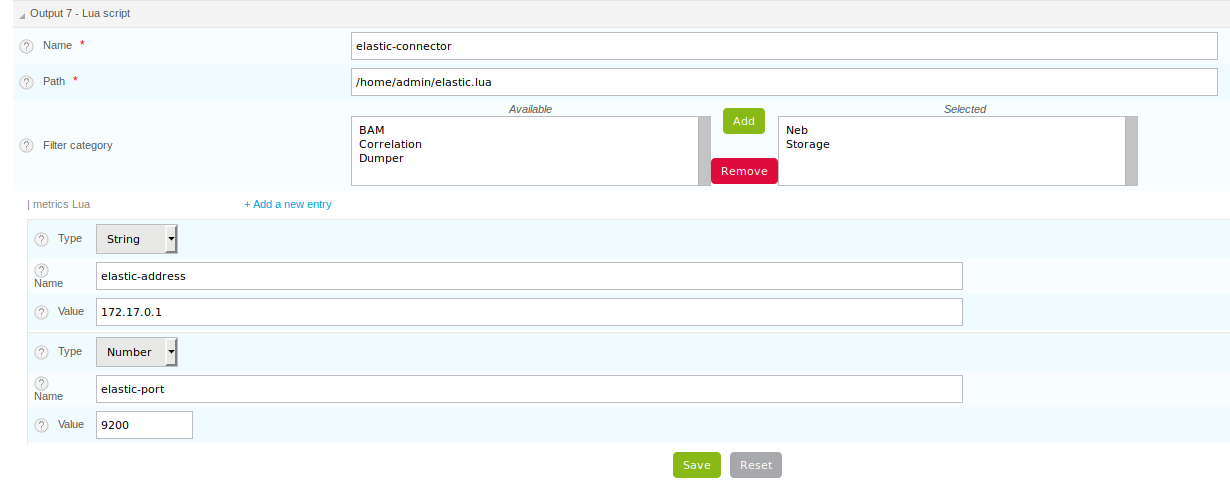 Output 7 - Lua script
? Name *
elastic-connector
? Path *
/home/admin/elastic.lua
Available
Selected
? Filter category
BAM
Correlation
Dumper
Add
Remove
Neb
Storage
| metrics Lua
+ Add a new entry
? Type
String
? Name
elastic-address
? Value
172.17.0.1
? Type
Number
? Name
elastic-port
? Value
9200
Save
Reset